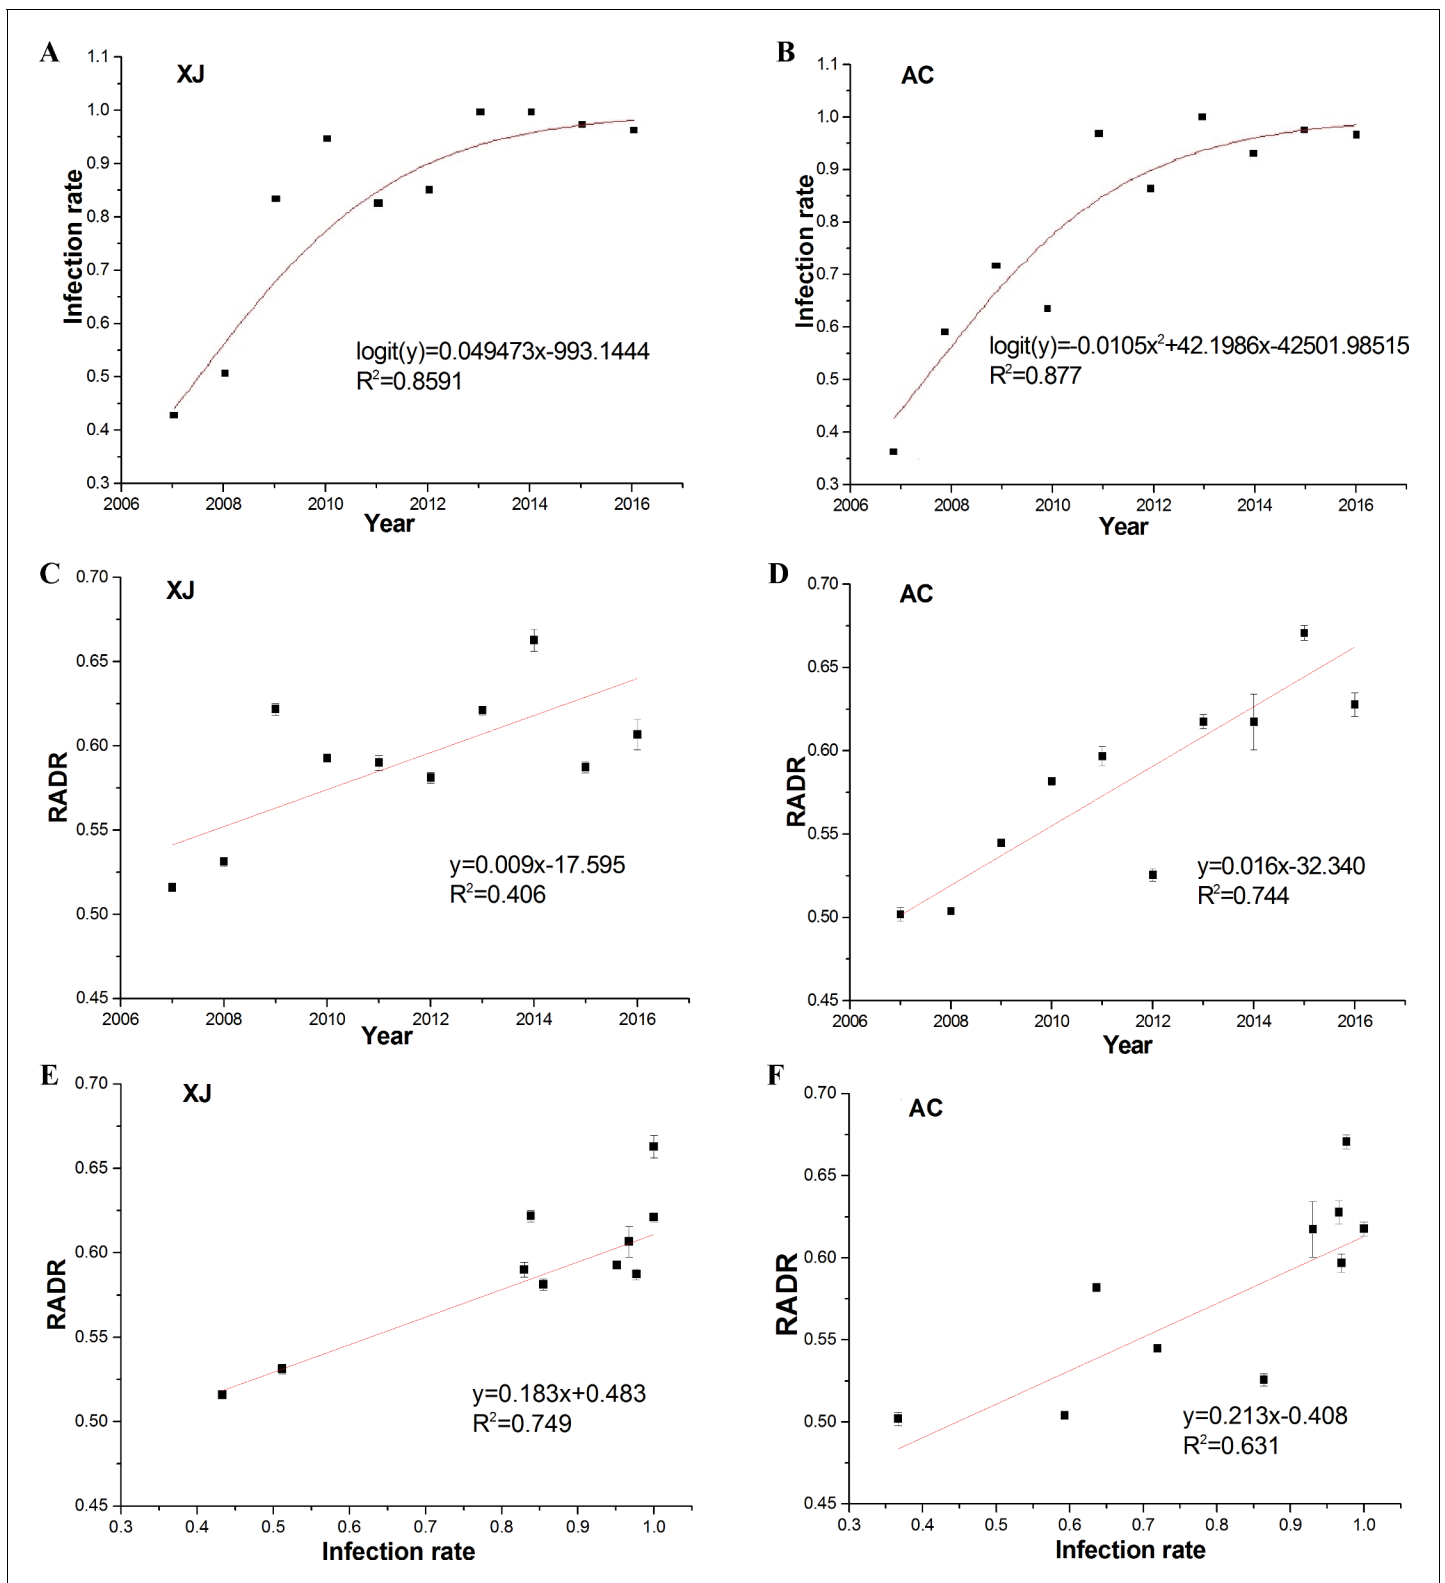 A
XJ
1.1
1.0
0.9
0.8
0.7
0.6
0.5
0.4
0.3
Infection rate
logit(y)=0.049473x-993.1444
R²=0.8591
2006 2008 2010 2012 2014 2016
Year
B
AC
1.1
1.0
0.9
0.8
0.7
0.6
0.5
0.4
0.3
Infection rate
logit(y)=-0.0105x²+42.1986x-42501.98515
R²=0.877
2006 2008 2010 2012 2014 2016
Year
C
XJ
0.70
0.65
0.60
0.55
0.50
0.45
RADR
y=0.009x-17.595
R²=0.406
2006 2008 2010 2012 2014 2016
Year
D
AC
0.70
0.65
0.60
0.55
0.50
0.45
RADR
y=0.016x-32.340
R²=0.744
2006 2008 2010 2012 2014 2016
Year
E
XJ
0.70
0.65
0.60
0.55
0.50
0.45
RADR
y=0.183x+0.483
R²=0.749
0.3 0.4 0.5 0.6 0.7 0.8 0.9 1.0
Infection rate
F
AC
0.70
0.65
0.60
0.55
0.50
0.45
RADR
y=0.213x-0.408
R²=0.631
0.3 0.4 0.5 0.6 0.7 0.8 0.9 1.0
Infection rate